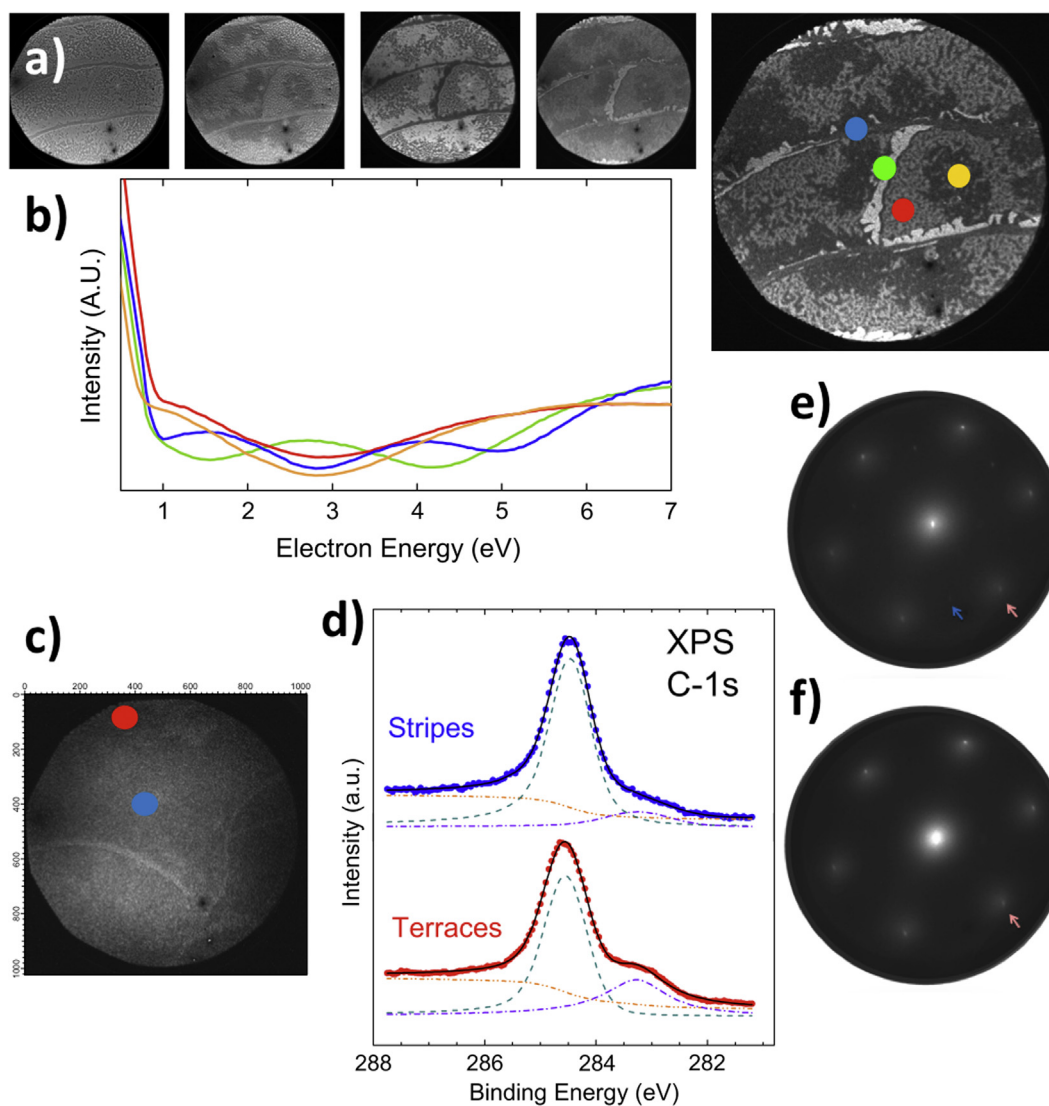 a)
b)
Intensity (A.U.)
1 2 3 4 5 6 7
Electron Energy (eV)
c)
0 200 400 600 800 1000
0
200
400
600
800
1000
d)
XPS
C-1s
Stripes
Terraces
Intensity (a.u.)
288 286 284 282
Binding Energy (eV)
e)
f)